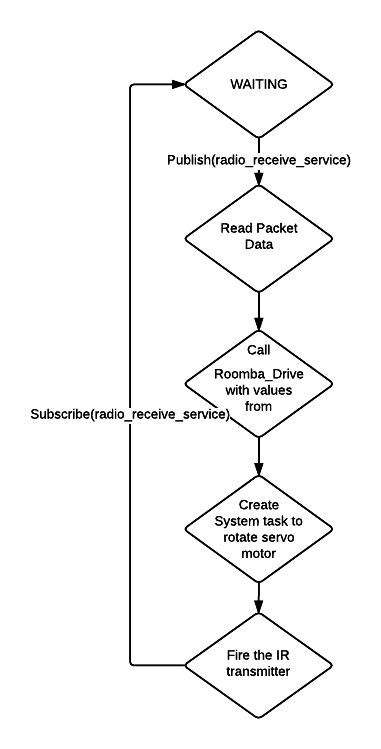 WAITING
Publish(radio_receive_service)
Read Packet
Data
Call
Roomba_Drive
with values
from
Subscribe(radio_receive_service)
Create
System task to
rotate servo
motor
Fire the IR
transmitter